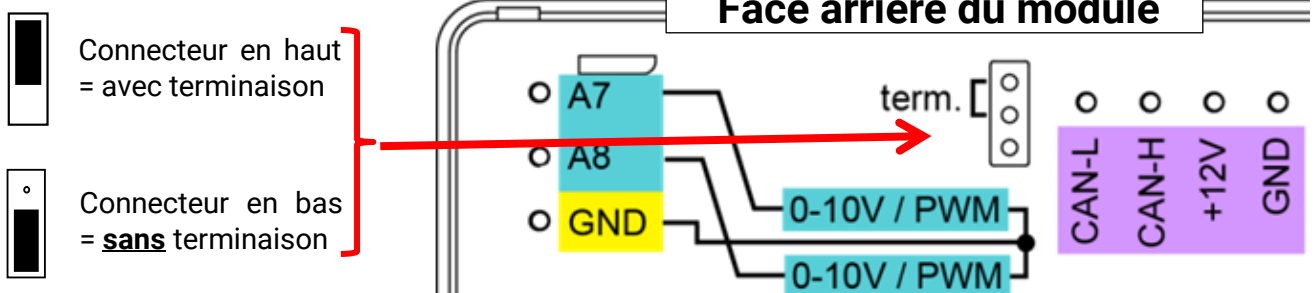 Face arrière du module
Connecteur en haut
= avec terminaison
Connecteur en bas
= sans terminaison
A7
A8
GND
term.
0-10V / PWM
0-10V / PWM
CAN-L
CAN-H
+12V
GND